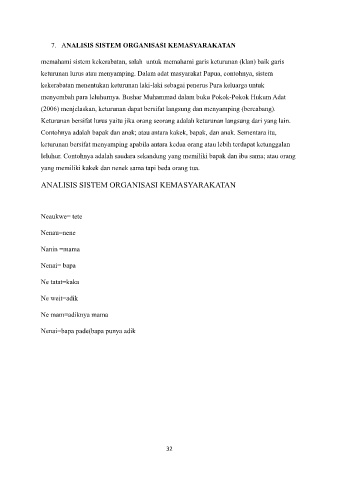 7. ANALISIS SISTEM ORGANISASI KEMASYARAKATAN
memahami sistem kekerabatan, salah untuk memahami garis keturunan (klan) baik garis
keturunan lurus atau menyamping. Dalam adat masyarakat Papua, contohnya, sistem
kekerabatan menentukan keturunan laki-laki sebagai penerus Para keluarga untuk
menyembah para leluhurnya. Bushar Muhammad dalam buku Pokok-Pokok Hukum Adat
(2006) menjelaskan, keturunan dapat bersifat langsung dan menyamping (bercabang).
Keturunan bersifat lurus yaitu jika orang seorang adalah keturunan langsung dari yang lain.
Contohnya adalah bapak dan anak; atau antara kakek, bapak, dan anak. Sementara itu,
keturunan bersifat menyamping apabila antara kedua orang atau lebih terdapat ketunggalan
leluhur. Contohnya adalah saudara sekandung yang memiliki bapak dan ibu sama; atau orang
yang memiliki kakek dan nenek sama tapi beda orang tua.
ANALISIS SISTEM ORGANISASI KEMASYARAKATAN
Neaukwe= tete
Nenau=nene
Nanin =mama
Nenai= bapa
Ne tatat=kaka
Ne weit=adik
Ne mam=adiknya mama
Nenai=bapa pade(bapa punya adik
32